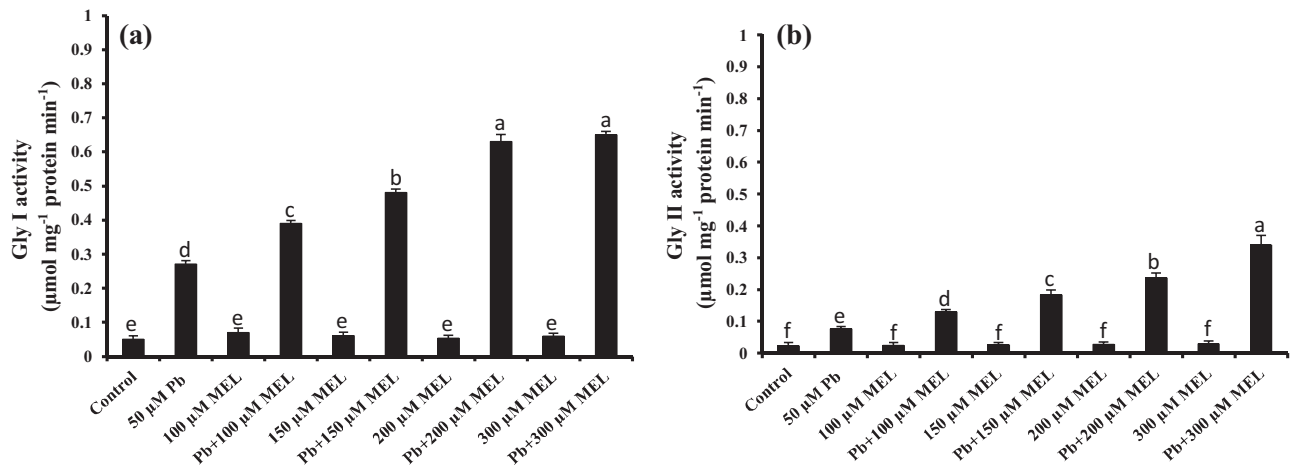 (a)
Gly I activity
(µmol mg-1 protein min-1)
1
0.9
0.8
0.7
0.6
0.5
0.4
0.3
0.2
0.1
0
e
d
e
c
e
b
e
a
e
a
Control
50 µM Pb
100 µM MEL
Pb+100 µM MEL
150 µM MEL
Pb+150 µM MEL
200 µM MEL
Pb+200 µM MEL
300 µM MEL
Pb+300 µM MEL
(b)
Gly II activity
(µmol mg-1 protein min-1)
1
0.9
0.8
0.7
0.6
0.5
0.4
0.3
0.2
0.1
0
f
e
f
d
f
c
f
b
f
a
Control
50 µM Pb
100 µM MEL
Pb+100 µM MEL
150 µM MEL
Pb+150 µM MEL
200 µM MEL
Pb+200 µM MEL
300 µM MEL
Pb+300 µM MEL